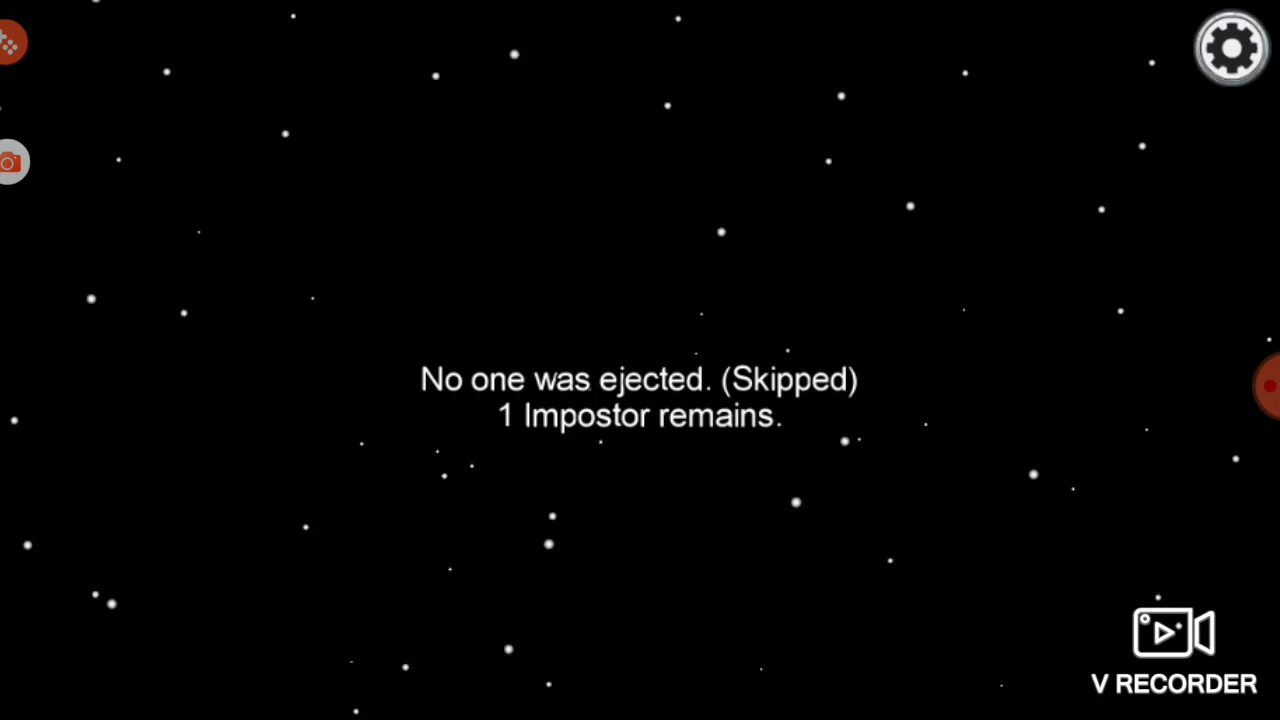 No one was ejected. (Skipped)
1 Impostor remains.
V RECORDER